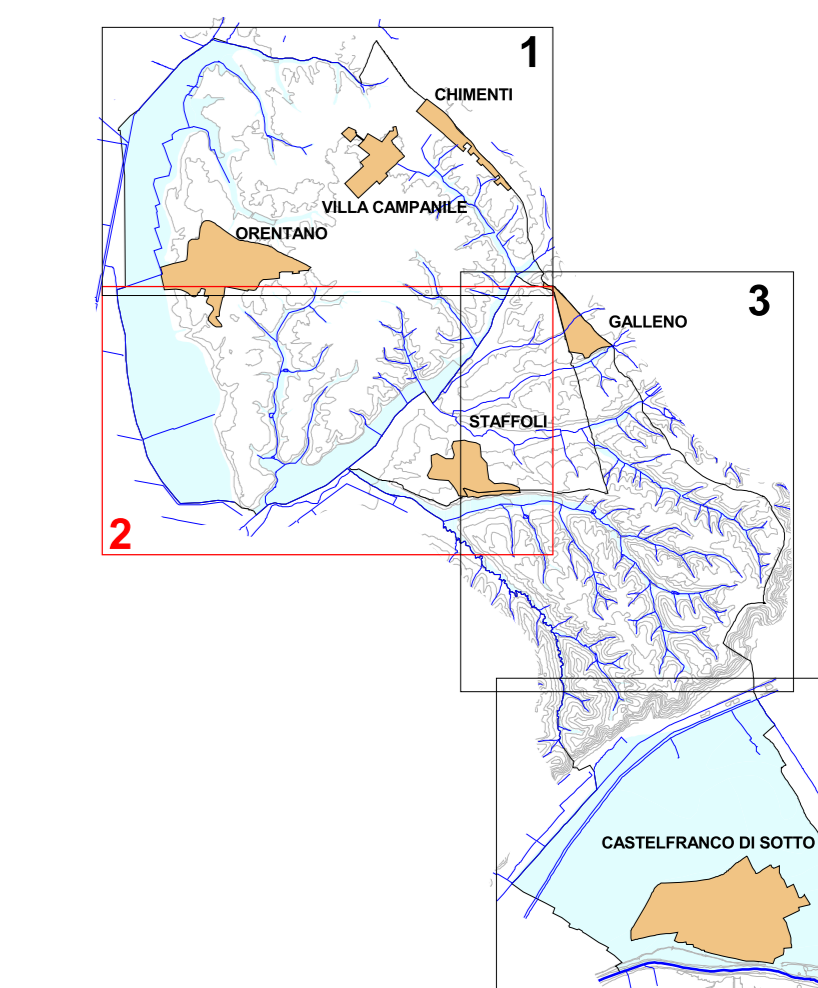 1
CHIMENTI
VILLA CAMPANILE
ORENTANO
3
GALLENO
STAFFOLI
2
CASTELFRANCO DI SOTTO